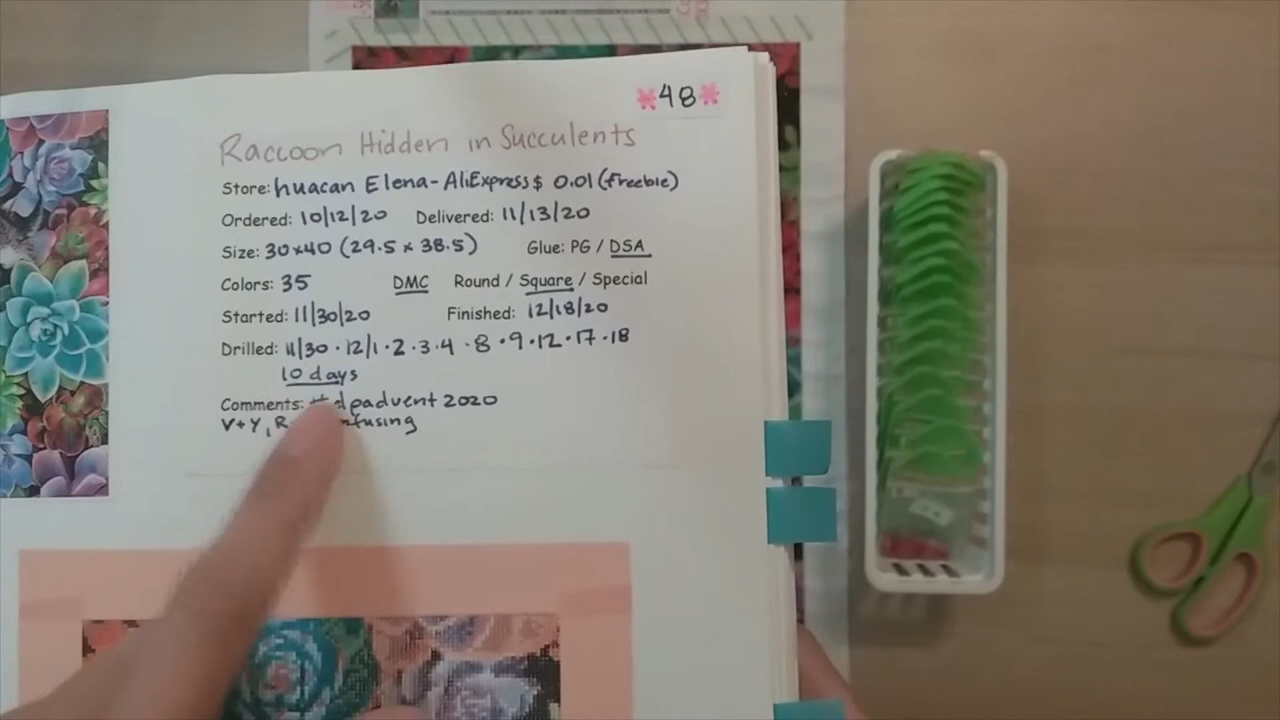 *48*
Raccoon Hidden in Succulents
Store: huacan Elena - AliExpress $ 0.01 (freebie)
Ordered: 10/12/20 Delivered: 11/13/20
Size: 30x40 (29.5 x 38.5) Glue: PG / DSA
Colors: 35 DMC Round / Square / Special
Started: 11/30/20 Finished: 12/18/20
Drilled: 11/30 · 12/1 · 2 · 3 · 4 · 8 · 9 · 12 · 17 · 18
10 days
Comments: #dpadvent 2020
V+Y,